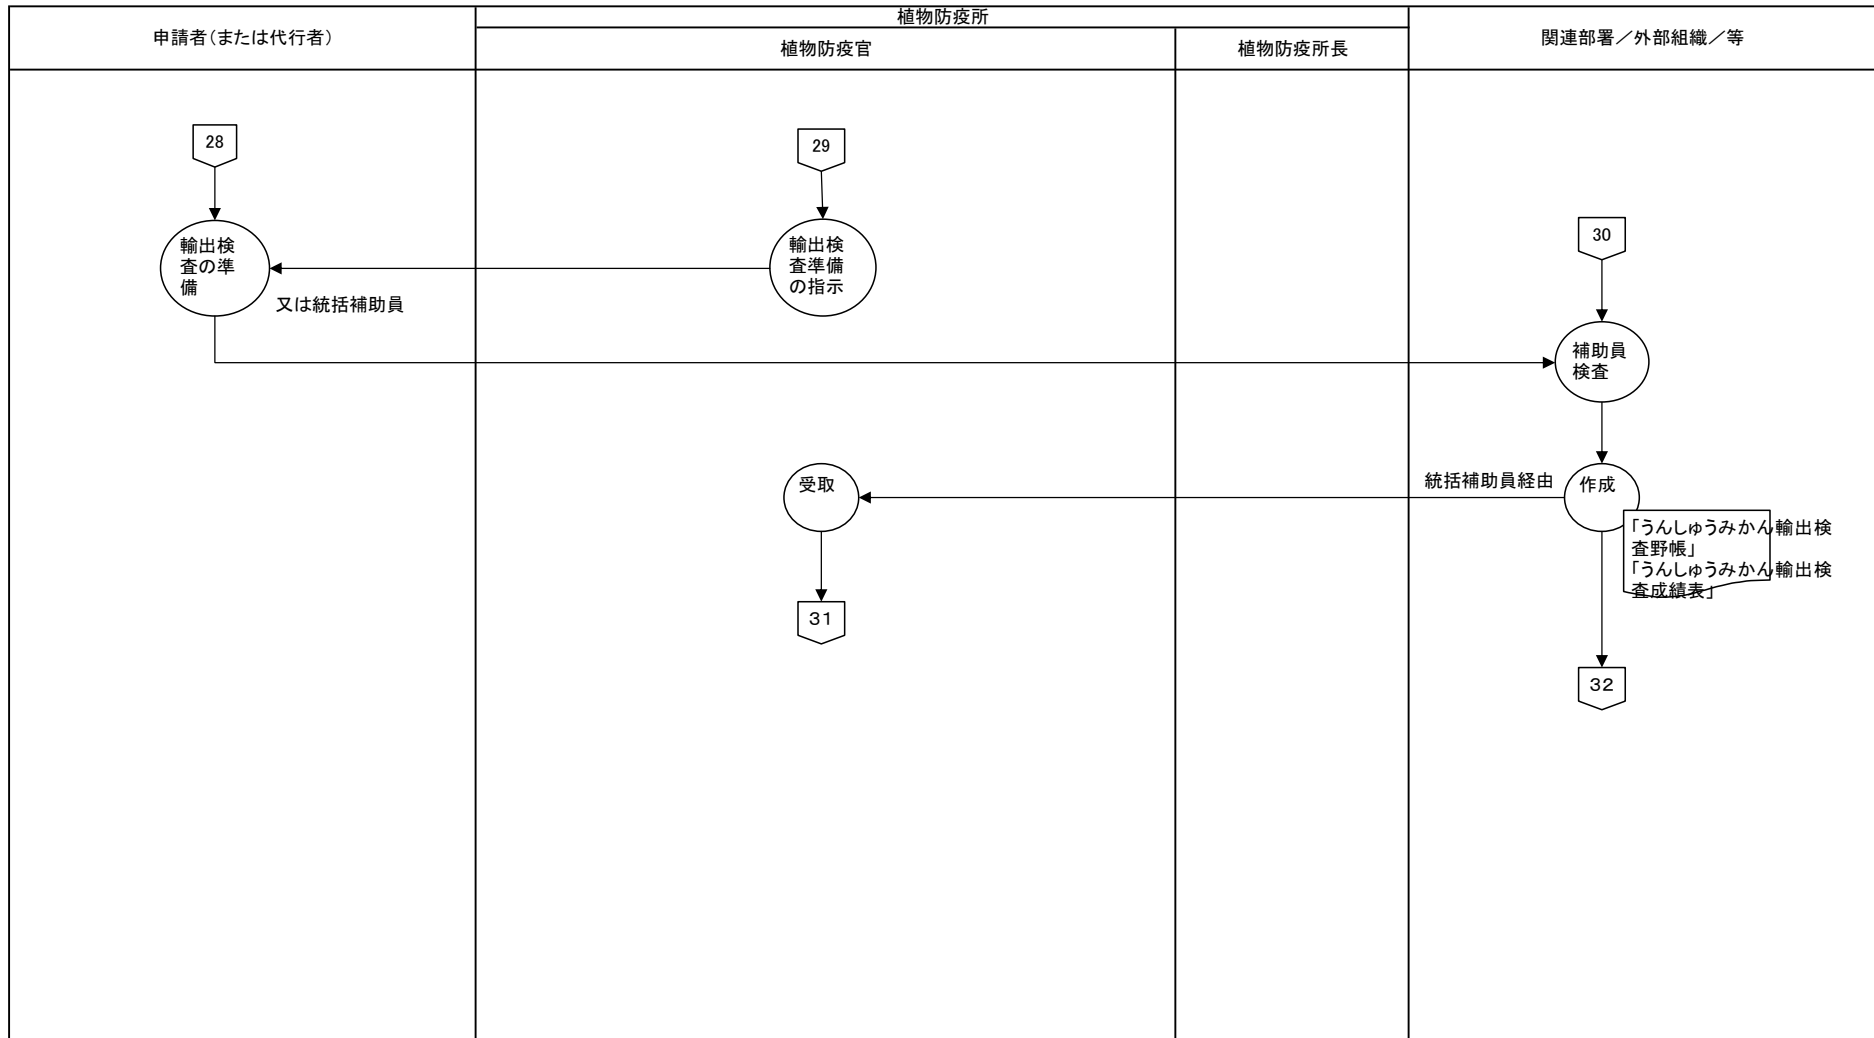 植物防疫所
申請者（または代行者）
植物防疫官
植物防疫所長
関連部署／外部組織／等
28
29
30
輸出検
査の準
備
輸出検
査準備
の指示
又は統括補助員
補助員
検査
受取
統括補助員経由
作成
「うんしゅうみかん輸出検
査野帳」
「うんしゅうみかん輸出検
査成績表」
31
32